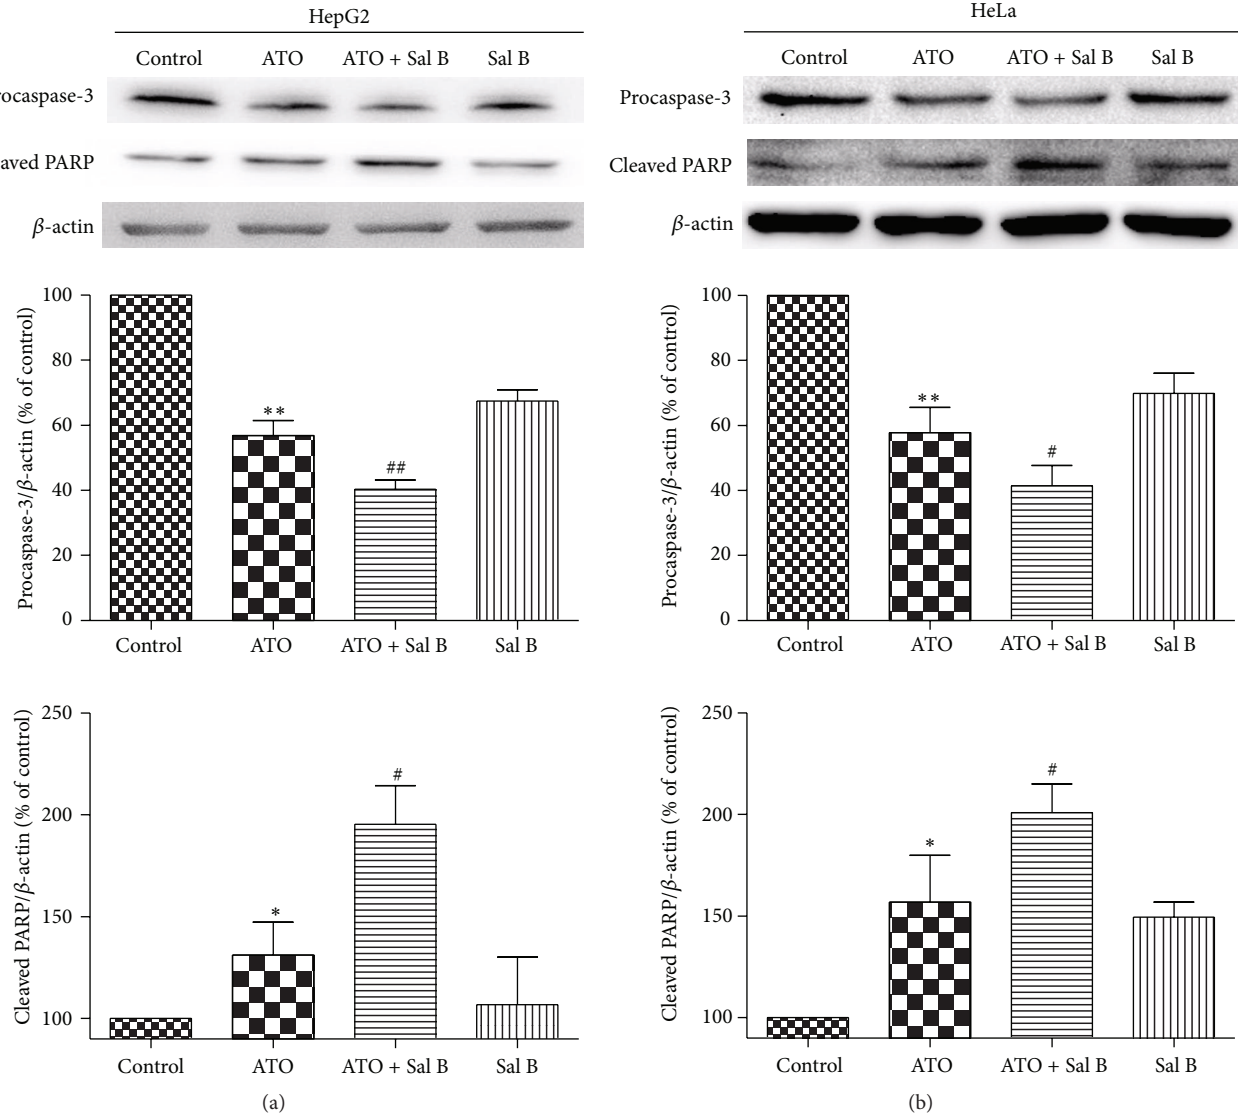 HepG2
Control ATO ATO + Sal B Sal B
rocaspase-3
aved PARP
β-actin
Procaspase-3/β-actin (% of control)
100
80
60
40
20
0
**
##
Control ATO ATO + Sal B Sal B
Cleaved PARP/β-actin (% of control)
250
200
150
100
*
#
Control ATO ATO + Sal B Sal B
(a)
HeLa
Control ATO ATO + Sal B Sal B
Procaspase-3
Cleaved PARP
β-actin
Procaspase-3/β-actin (% of control)
100
80
60
40
20
0
**
#
Control ATO ATO + Sal B Sal B
Cleaved PARP/β-actin (% of control)
250
200
150
100
*
#
Control ATO ATO + Sal B Sal B
(b)